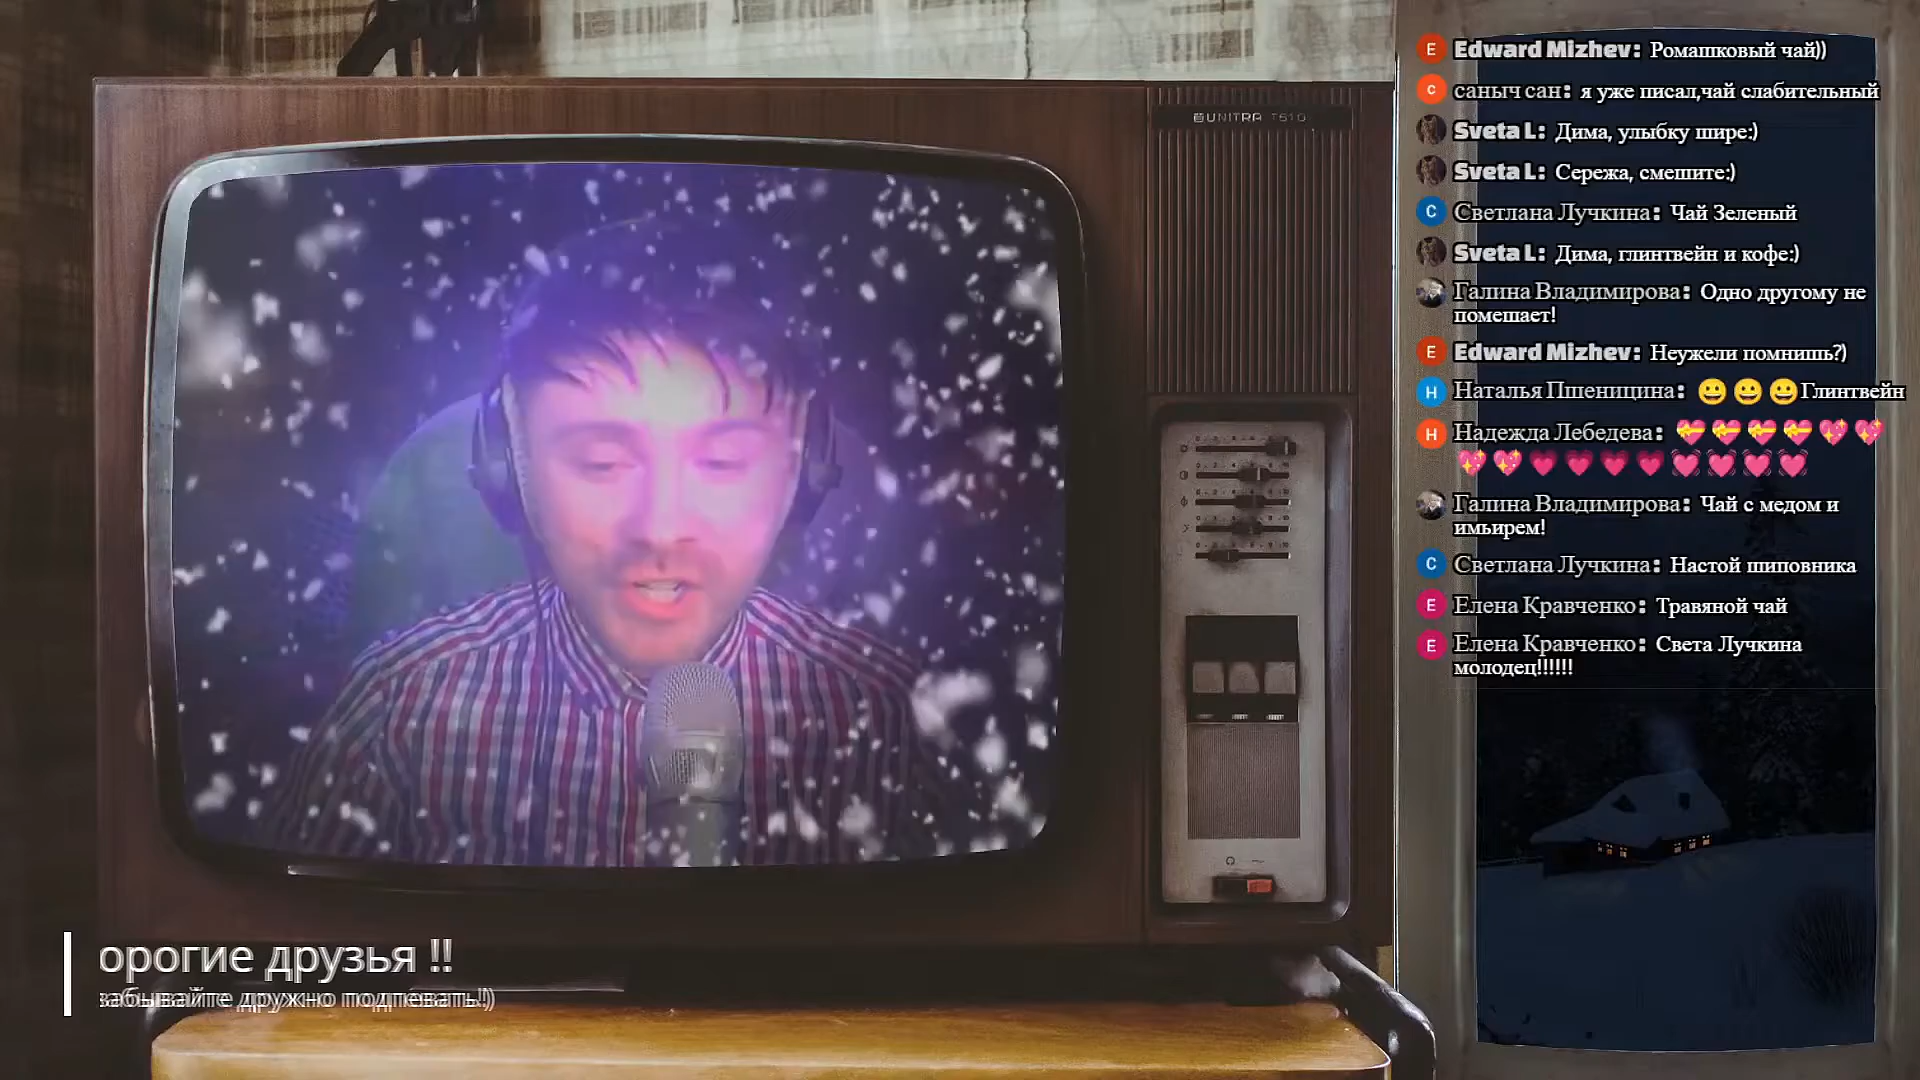 UNITRA
Edward Mizhev: Ромашковый чай))
саныч сан: я уже писал,чай слабительный
Sveta L: Дима, улыбку шире:)
Sveta L: Сережа, смешите:)
Светлана Лучкина: Чай Зеленый
Sveta L: Дима, глинтвейн и кофе:)
Галина Владимирова: Одно другому не
помешает!
Edward Mizhev: Неужели помнишь?)
Наталья Пшеницина: 😀 😀 😀Глинтвейн
Надежда Лебедева: 💝 💝 💝 💝 💖 💖
💖 💖 💗 💗 💗 💗 💓 💓 💓 💓
Галина Владимирова: Чай с медом и
имьирем!
Светлана Лучкина: Настой шиповника
Елена Кравченко: Травяной чай
Елена Кравченко: Света Лучкина
молодец!!!!!!
орогие друзья !!
забывайте дружно подпевать!)